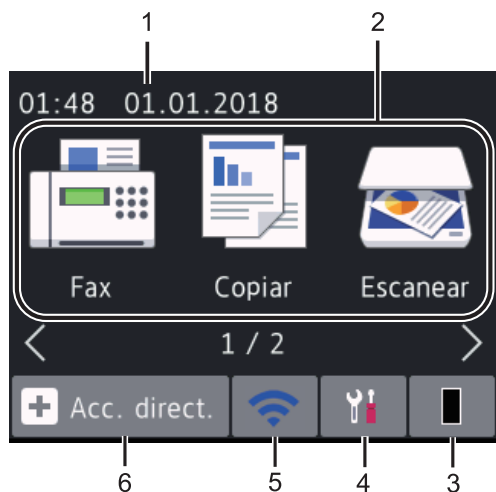 1 2
01:48 01.01.2018
Fax Copiar Escanear
1 / 2
Acc. direct.
6 5 4 3